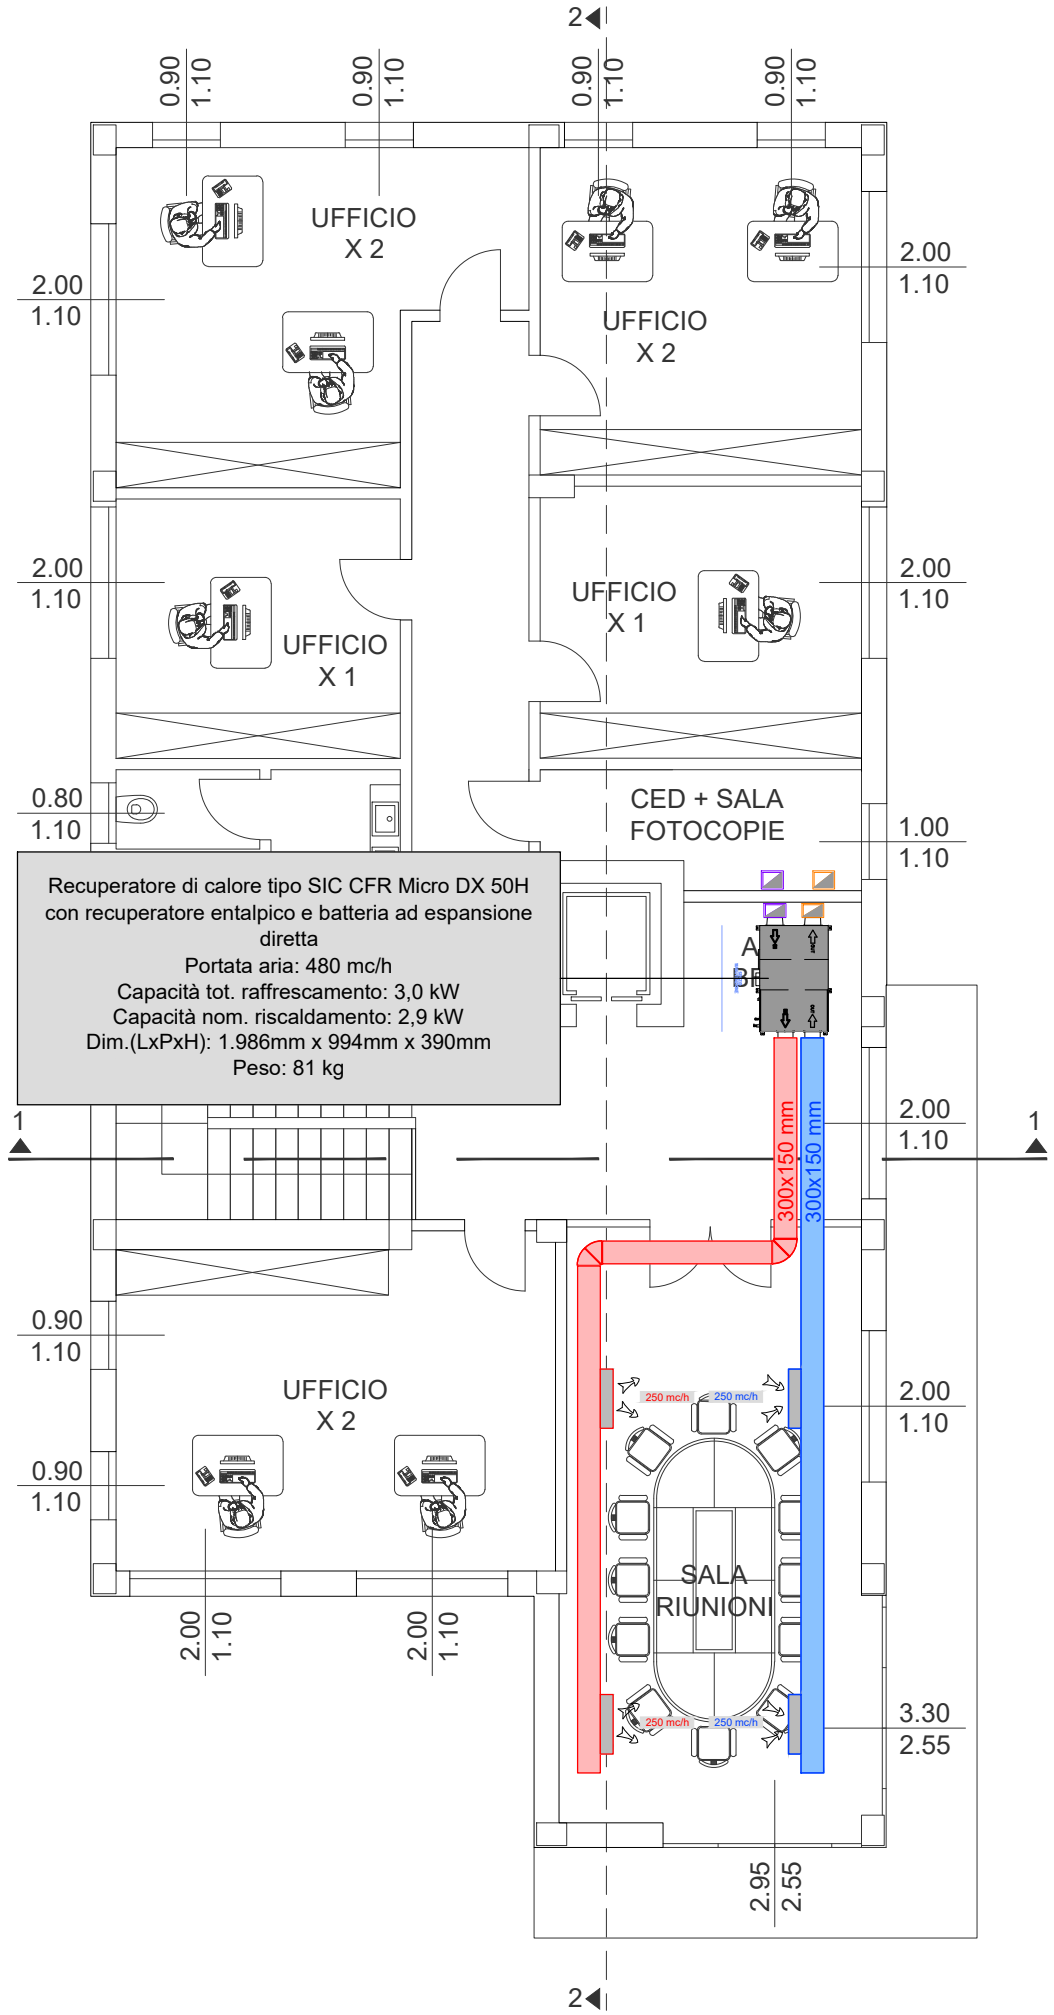 2
0.90
1.10
0.90
1.10
0.90
1.10
0.90
1.10
UFFICIO
X 2
2.00
1.10
2.00
1.10
UFFICIO
X 2
2.00
1.10
UFFICIO
X 1
2.00
1.10
UFFICIO
X 1
0.80
1.10
CED + SALA
FOTOCOPIE
1.00
1.10
Recuperatore di calore tipo SIC CFR Micro DX 50H
con recuperatore entalpico e batteria ad espansione
diretta
Portata aria: 480 mc/h
Capacità tot. raffrescamento: 3,0 kW
Capacità nom. riscaldamento: 2,9 kW
Dim.(LxPxH): 1.986mm x 994mm x 390mm
Peso: 81 kg
1
2.00
1.10
1
300x150 mm
300x150 mm
0.90
1.10
UFFICIO
X 2
250 mc/h
250 mc/h
2.00
1.10
0.90
1.10
SALA
RIUNIONI
2.00
1.10
2.00
1.10
250 mc/h
250 mc/h
3.30
2.55
2.95
2.55
2